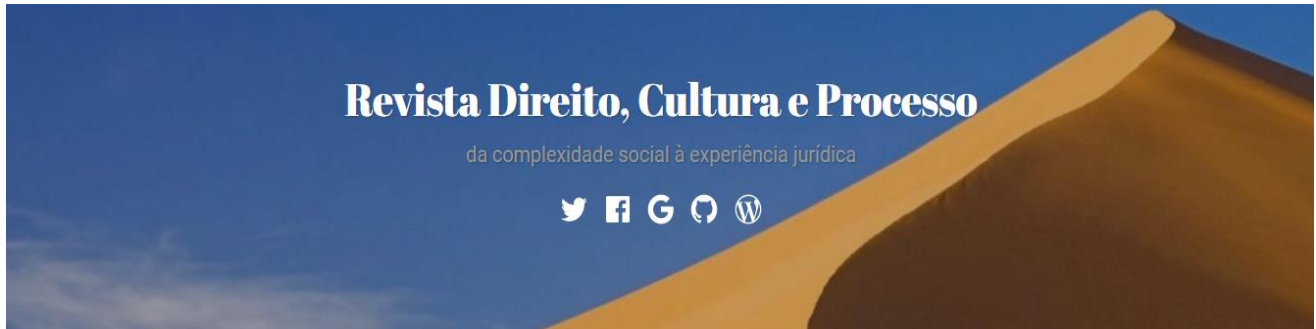 Revista Direito, Cultura e Processo
da complexidade social à experiência jurídica